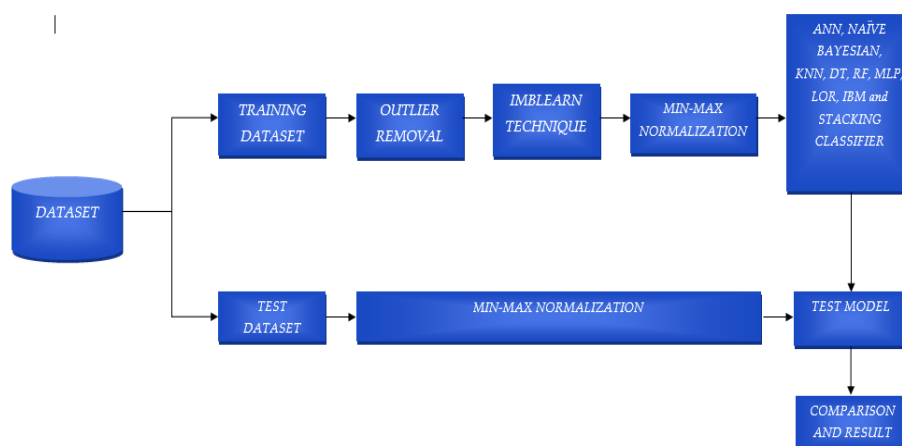 ANN, NAÏVE
BAYESIAN,
KNN, DT, RF, MLP,
LOR, IBM and
STACKING
CLASSIFIER
TRAINING
DATASET
OUTLIER
REMOVAL
IMBLEARN
TECHNIQUE
MIN-MAX
NORMALIZATION
DATASET
TEST
DATASET
MIN-MAX NORMALIZATION
TEST MODEL
COMPARISON
AND RESULT